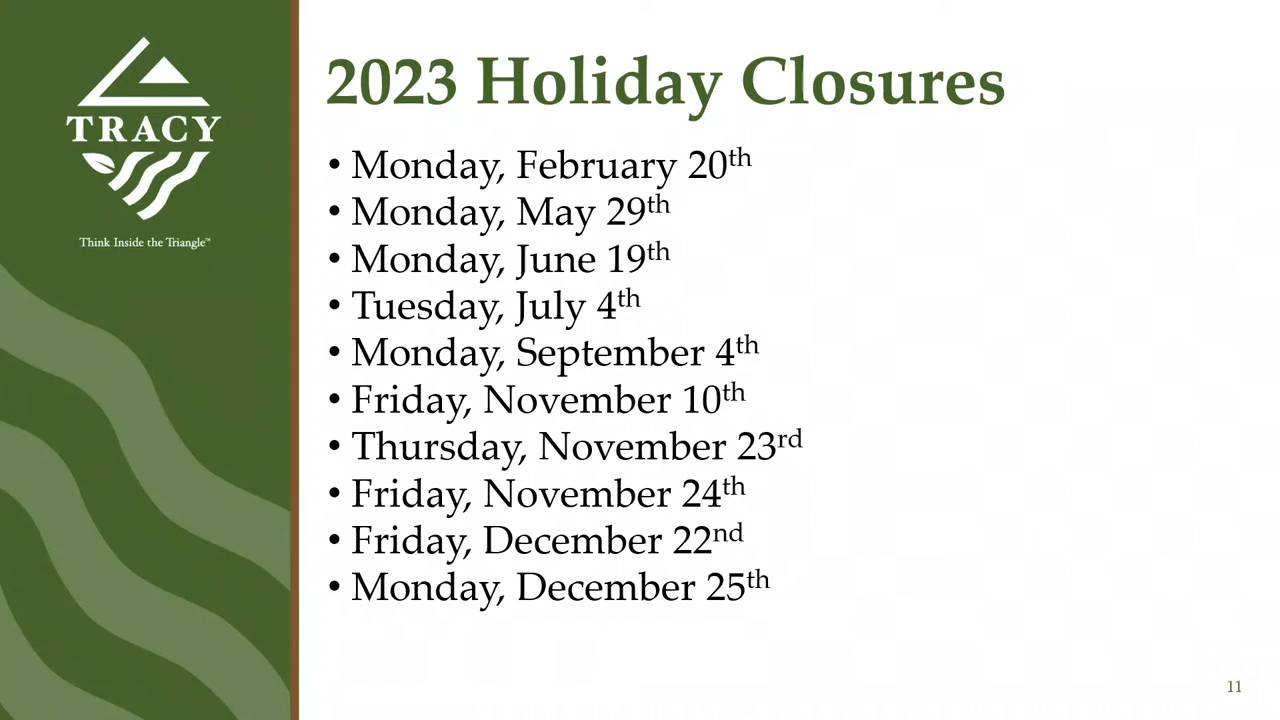 TRACY
Think Inside the Triangle™
2023 Holiday Closures
• Monday, February 20th
• Monday, May 29th
• Monday, June 19th
• Tuesday, July 4th
• Monday, September 4th
• Friday, November 10th
• Thursday, November 23rd
• Friday, November 24th
• Friday, December 22nd
• Monday, December 25th
11